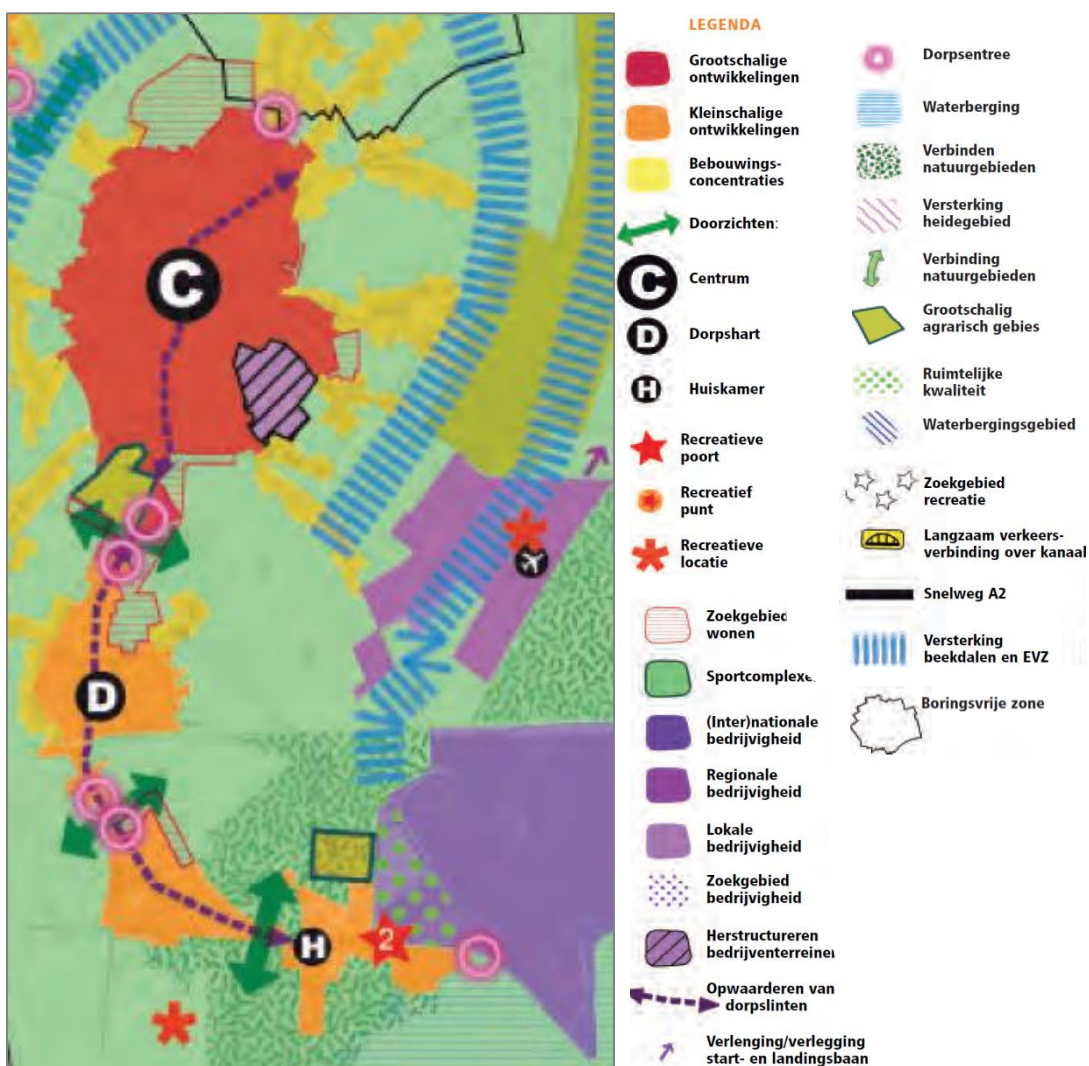 C
D
H
2
LEGENDA
Grootschalige
ontwikkelingen
Kleinschalige
ontwikkelingen
Bebouwings-
concentraties
Doorzichten:
C
Centrum
D
Dorpshart
H
Huiskamer
Recreatieve
poort
Recreatief
punt
Recreatieve
locatie
Zoekgebied
wonen
Sportcomplexe
(Inter)nationale
bedrijvigheid
Regionale
bedrijvigheid
Lokale
bedrijvigheid
Zoekgebied
bedrijvigheid
Herstructureren
bedrijventerreiner
Opwaarderen van
dorpslinten
Verlenging/verlegging
start- en landingsbaan
Dorpsentree
Waterberging
Verbinden
natuurgebieden
Versterking
heidegebied
Verbinding
natuurgebieden
Grootschalig
agrarisch gebies
Ruimtelijke
kwaliteit
Waterbergingsgebied
Zoekgebied
recreatie
Langzaam verkeers-
verbinding over kanaal
Snelweg A2
Versterking
beekdalen en EVZ
Boringsvrije zone